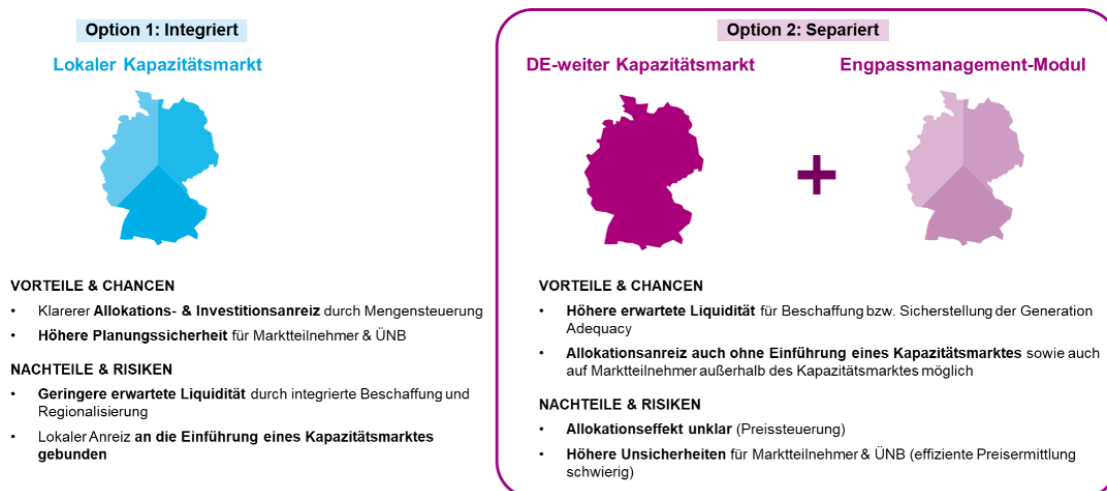 Option 1: Integriert
Lokaler Kapazitätsmarkt
VORTEILE & CHANCEN
• Klarerer Allokations- & Investitionsanreiz durch Mengensteuerung
• Höhere Planungssicherheit für Marktteilnehmer & ÜNB
NACHTEILE & RISIKEN
• Geringere erwartete Liquidität durch integrierte Beschaffung und
Regionalisierung
• Lokaler Anreiz an die Einführung eines Kapazitätsmarktes
gebunden
Option 2: Separiert
DE-weiter Kapazitätsmarkt
Engpassmanagement-Modul
+
VORTEILE & CHANCEN
• Höhere erwartete Liquidität für Beschaffung bzw. Sicherstellung der Generation
Adequacy
• Allokationsanreiz auch ohne Einführung eines Kapazitätsmarktes sowie auch
auf Marktteilnehmer außerhalb des Kapazitätsmarktes möglich
NACHTEILE & RISIKEN
• Allokationseffekt unklar (Preissteuerung)
• Höhere Unsicherheiten für Marktteilnehmer & ÜNB (effiziente Preisermittlung
schwierig)